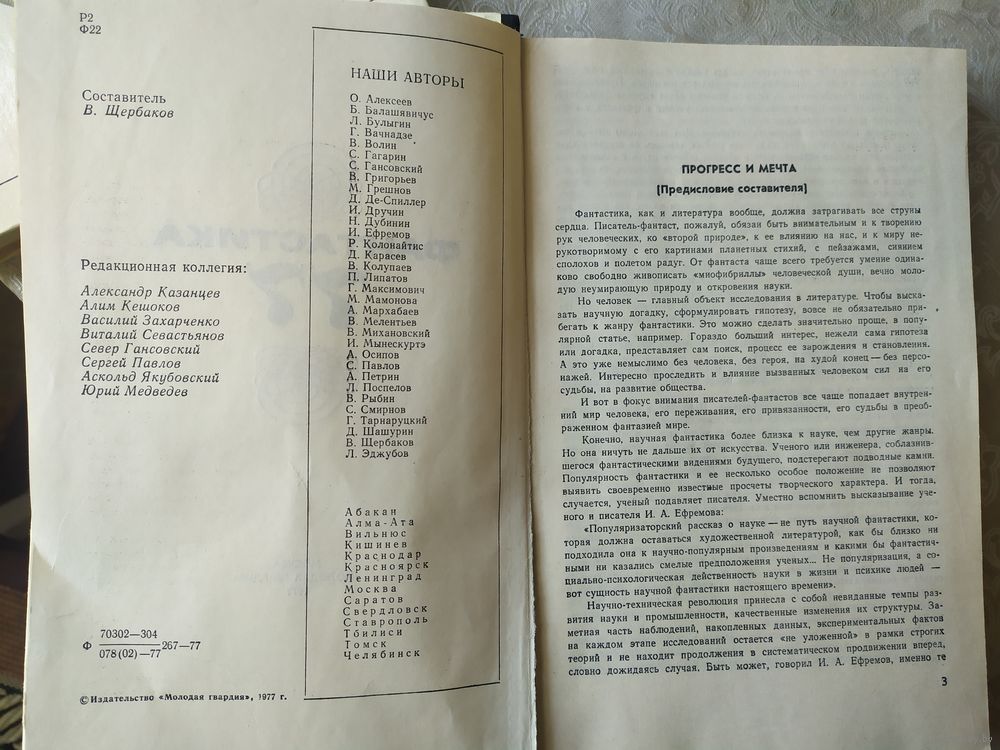 Р2
Ф22
Составитель
В. Щербаков
Редакционная коллегия:
Александр Казанцев
Алим Кешоков
Василий Захарченко
Виталий Севастьянов
Север Гансовский
Сергей Павлов
Аскольд Якубовский
Юрий Медведев
70302—304
Ф 267—77
078(02)—77
©Издательство «Молодая гвардия», 1977 г.
НАШИ АВТОРЫ
О. Алексеев
Б. Балашявичус
Л. Булыгин
Г. Вачнадзе
В. Волин
С. Гагарин
С. Гансовский
В. Григорьев
М. Грешнов
Д. Де-Спиллер
И. Дручин
Н. Дубинин
И. Ефремов
Р. Колонайтис
Д. Карасев
В. Колупаев
П. Липатов
Г. Максимович
М. Мамонова
А. Мархабаев
В. Мелентьев
В. Михановский
И. Мынескуртэ
А. Осипов
С. Павлов
А. Петрин
Л. Поспелов
В. Рыбин
С. Смирнов
Г. Тарнаруцкий
Д. Шашурин
В. Щербаков
Л. Эджубов
Абакан
Алма-Ата
Вильнюс
Кишинев
Краснодар
Красноярск
Ленинград
Москва
Саратов
Свердловск
Ставрополь
Тбилиси
Томск
Челябинск
ПРОГРЕСС И МЕЧТА
(Предисловие составителя)
Фантастика, как и литература вообще, должна затрагивать все струны
сердца. Писатель-фантаст, пожалуй, обязан быть внимательным и к творению
рук человеческих, ко «второй природе», к ее влиянию на нас, и к миру не-
рукотворному с его картинами планетных стихий, с пейзажами, сиянием
сполохов и полетом радуг. От фантаста чаще всего требуется умение одина-
ково свободно живописать «миофибриллы» человеческой души, вечно молодую
неумирающую природу и откровения науки.
Но человек — главный объект исследования в литературе. Чтобы выска-
зать научную догадку, сформулировать гипотезу, вовсе не обязательно при-
бегать к жанру фантастики. Это можно сделать значительно проще, в попу-
лярной статье, например. Гораздо больший интерес, нежели сама гипотеза
или догадка, представляет сам поиск, процесс ее зарождения и становления.
А это уже немыслимо без человека, без героя, на худой конец — без персо-
нажей. Интересно проследить и влияние вызванных человеком сил на его
судьбы, на развитие общества.
И вот в фокус внимания писателей-фантастов все чаще попадает внутрен-
ний мир человека, его переживания, его привязанности, его судьбы в преоб-
раженном фантазией мире.
Конечно, научная фантастика более близка к науке, чем другие жанры.
Но она ничуть не дальше их от искусства. Ученого или инженера, соблазнив-
шегося фантастическими видениями будущего, подстерегают подводные камни.
Популярность фантастики и ее несколько особое положение не позволяют
выявить своевременно известные просчеты творческого характера. И тогда,
случается, ученый подавляет писателя. Уместно вспомнить высказывание уче-
ного и писателя И. А. Ефремова:
«Популяризаторский рассказ о науке — не путь научной фантастики, ко-
торая должна оставаться художественной литературой, как бы близко ни
подходила она к научно-популярным произведениям и какими бы фантастич-
ными ни казались смелые предположения ученых... Не популяризация, а со-
циально-психологическая действенность науки в жизни и психике людей —
вот сущность научной фантастики настоящего времени».
Научно-техническая революция принесла с собой невиданные темпы раз-
вития науки и промышленности, качественные изменения их структуры. За-
метная часть наблюдений, накопленных данных, экспериментальных фактов
на каждом этапе исследований остается «не уложенной» в рамки строгих
теорий и не находит продолжения в систематическом продвижении вперед,
словно дожидаясь случая. Быть может, говорил И. А. Ефремов, именно те
3